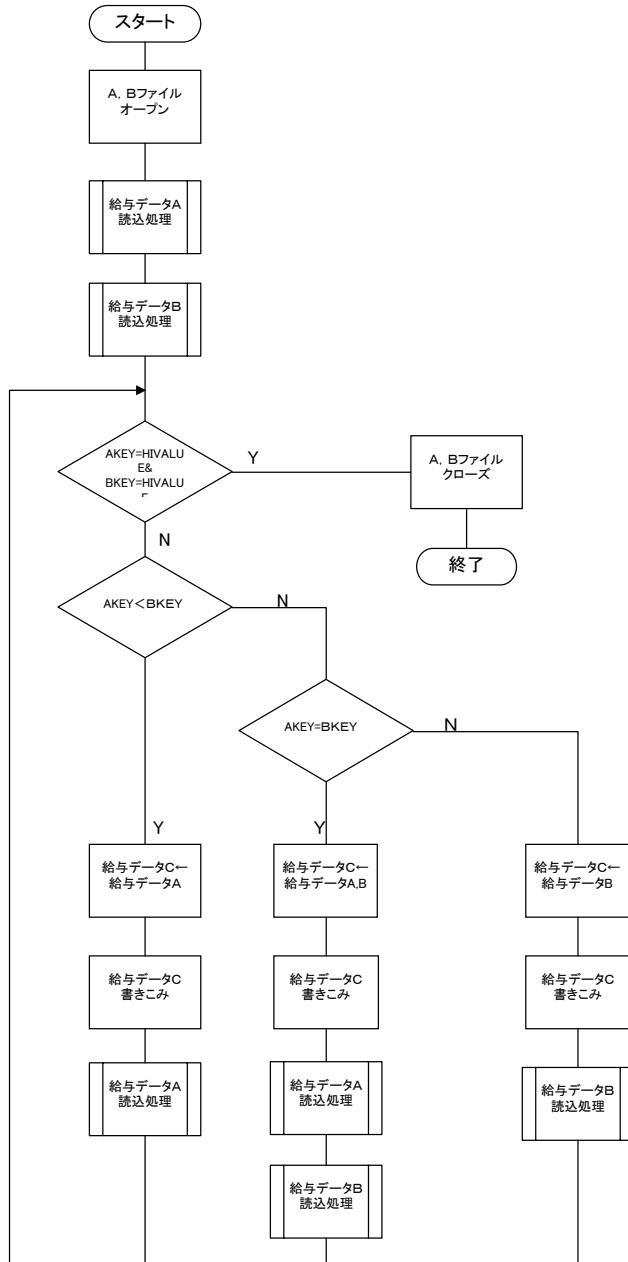 スタート
A, Bファイル
オープン
給与データA
読込処理
給与データB
読込処理
AKEY=HIVALU
E&
BKEY=HIVALU
Y
A, Bファイル
クローズ
終了
N
AKEY<BKEY
N
AKEY=BKEY
N
Y
Y
給与データC←
給与データA
給与データC←
給与データA,B
給与データC←
給与データB
給与データC
書きこみ
給与データC
書きこみ
給与データC
書きこみ
給与データA
読込処理
給与データA
読込処理
給与データB
読込処理
給与データB
読込処理